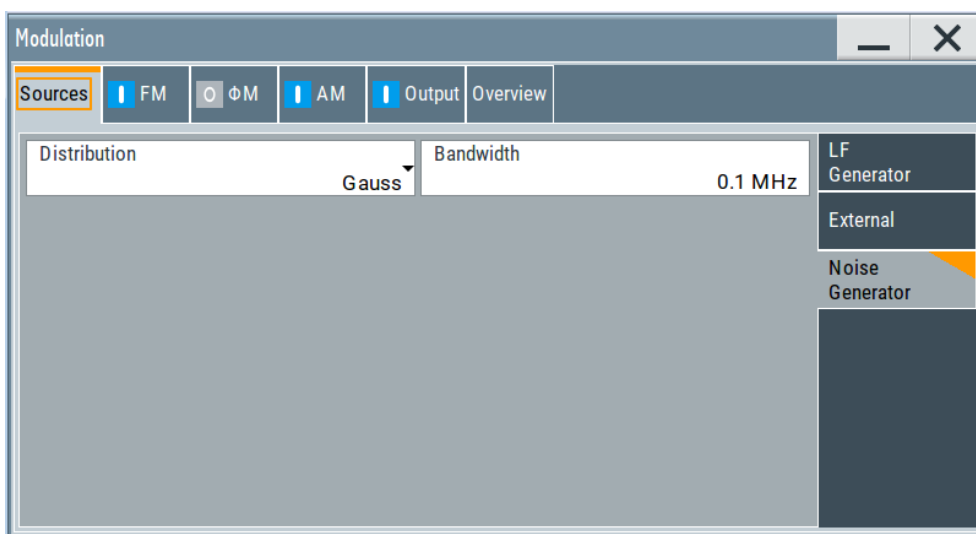 Modulation
Sources FM ΦM AM Output Overview
Distribution
Gauss
Bandwidth
0.1 MHz
LF
Generator
External
Noise
Generator